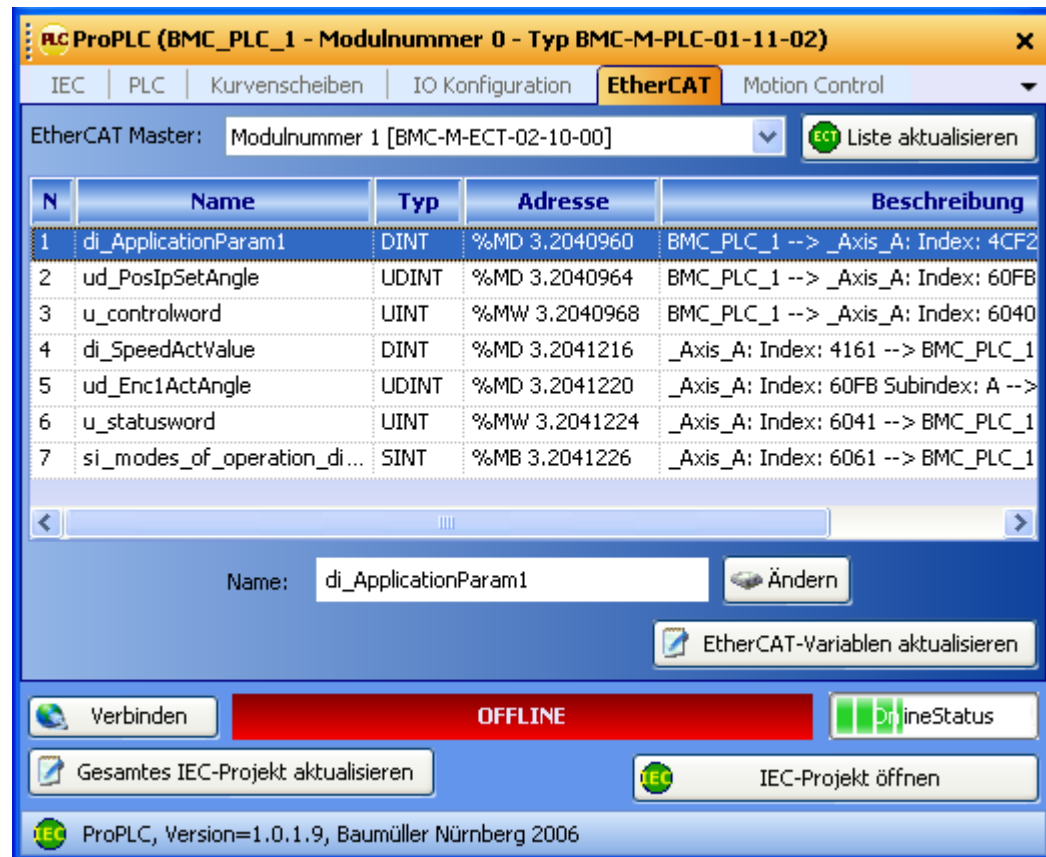 PLC ProPLC (BMC_PLC_1 - Modulnummer 0 - Typ BMC-M-PLC-01-11-02)
IEC PLC Kurvenscheiben IO Konfiguration EtherCAT Motion Control
EtherCAT Master: Modulnummer 1 [BMC-M-ECT-02-10-00] ECT Liste aktualisieren
N Name Typ Adresse Beschreibung
1 di_ApplicationParam1 DINT %MD 3.2040960 BMC_PLC_1 --> _Axis_A: Index: 4CF2
2 ud_PosIpSetAngle UDINT %MD 3.2040964 BMC_PLC_1 --> _Axis_A: Index: 60FB
3 u_controlword UINT %MW 3.2040968 BMC_PLC_1 --> _Axis_A: Index: 6040
4 di_SpeedActValue DINT %MD 3.2041216 _Axis_A: Index: 4161 --> BMC_PLC_1
5 ud_Enc1ActAngle UDINT %MD 3.2041220 _Axis_A: Index: 60FB Subindex: A -->
6 u_statusword UINT %MW 3.2041224 _Axis_A: Index: 6041 --> BMC_PLC_1
7 si_modes_of_operation_di... SINT %MB 3.2041226 _Axis_A: Index: 6061 --> BMC_PLC_1
Name: di_ApplicationParam1 Ändern
EtherCAT-Variablen aktualisieren
Verbinden OFFLINE OnlineStatus
Gesamtes IEC-Projekt aktualisieren IEC IEC-Projekt öffnen
IEC ProPLC, Version=1.0.1.9, Baumüller Nürnberg 2006